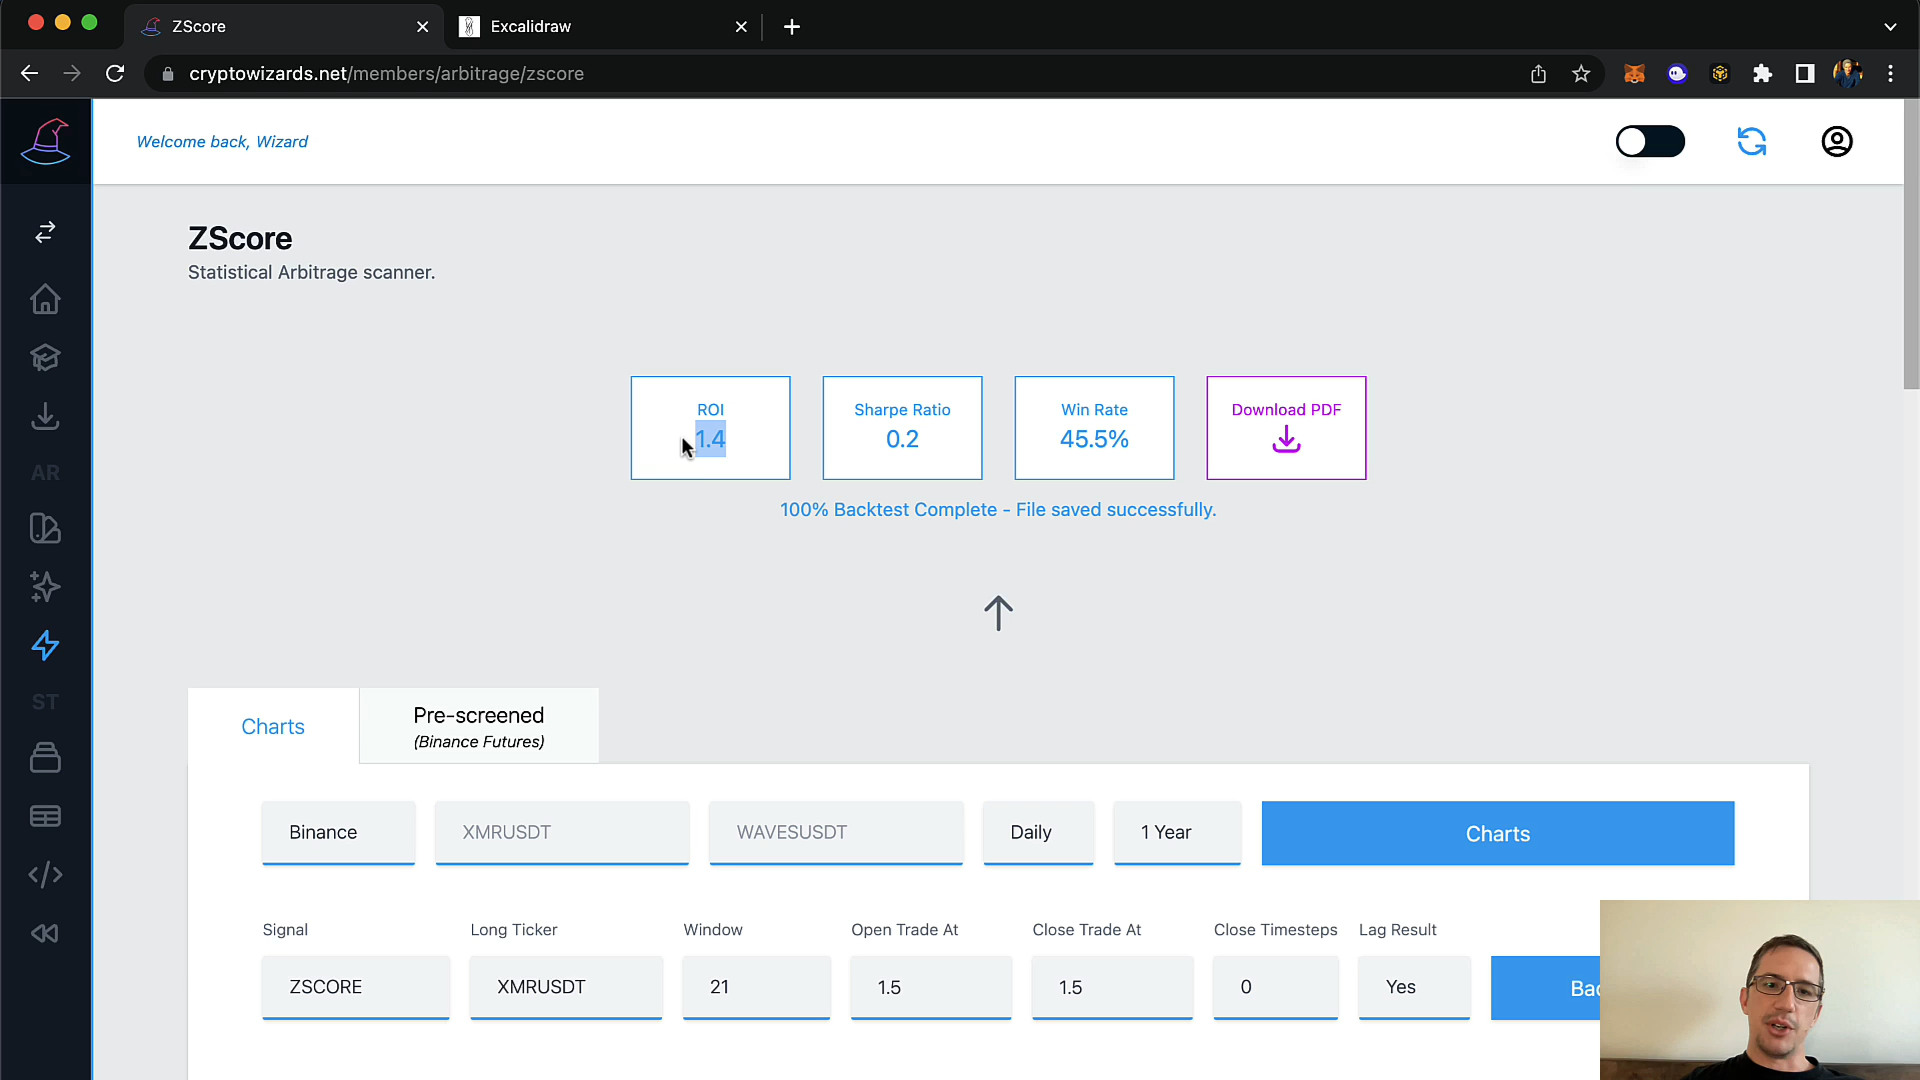 ZScore
Excalidraw
cryptowizards.net/members/arbitrage/zscore
Welcome back, Wizard
ZScore
Statistical Arbitrage scanner.
ROI
1.4
Sharpe Ratio
0.2
Win Rate
45.5%
Download PDF
100% Backtest Complete - File saved successfully.
AR
ST
Charts
Pre-screened
(Binance Futures)
Binance
XMRUSDT
WAVESUSDT
Daily
1 Year
Charts
Signal
Long Ticker
Window
Open Trade At
Close Trade At
Close Timesteps
Lag Result
ZSCORE
XMRUSDT
21
1.5
1.5
0
Yes